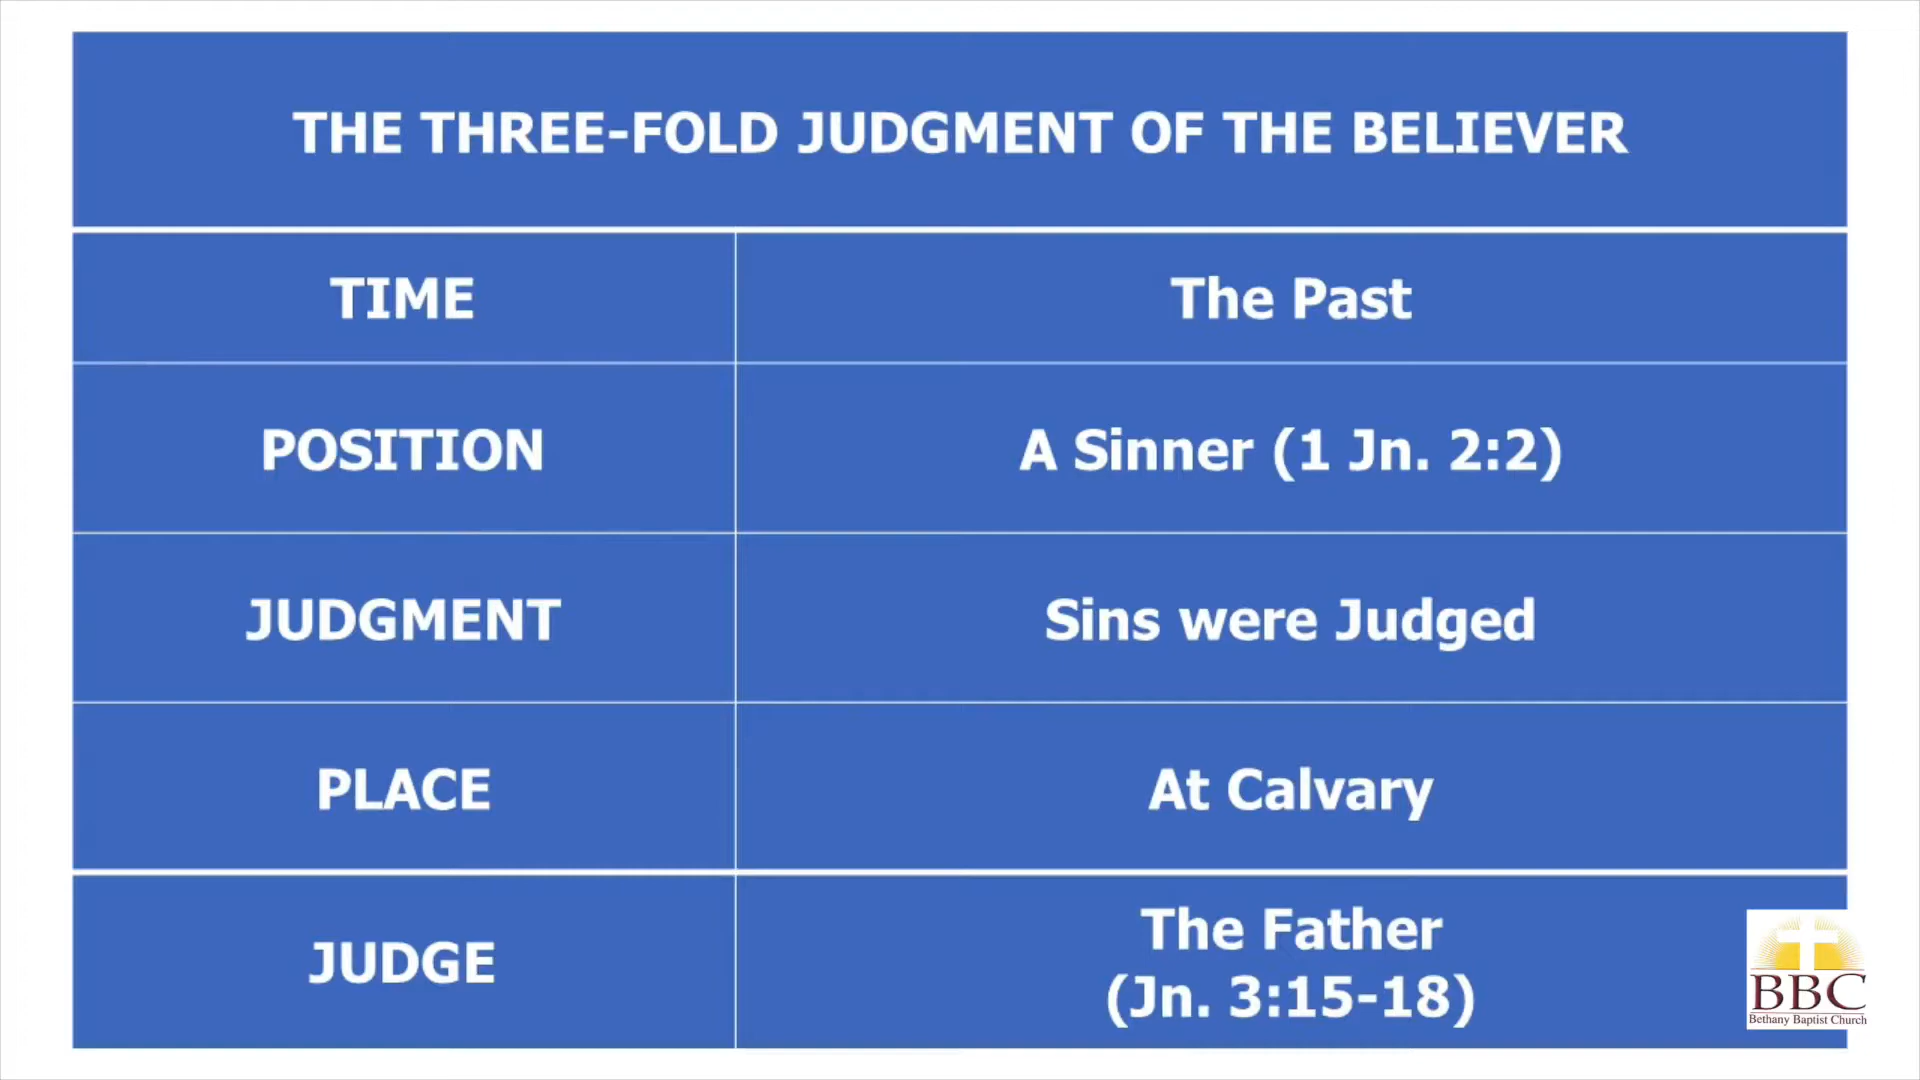 THE THREE-FOLD JUDGMENT OF THE BELIEVER
TIME The Past
POSITION A Sinner (1 Jn. 2:2)
JUDGMENT Sins were Judged
PLACE At Calvary
JUDGE The Father
(Jn. 3:15-18)
BBC
Bethany Baptist Church